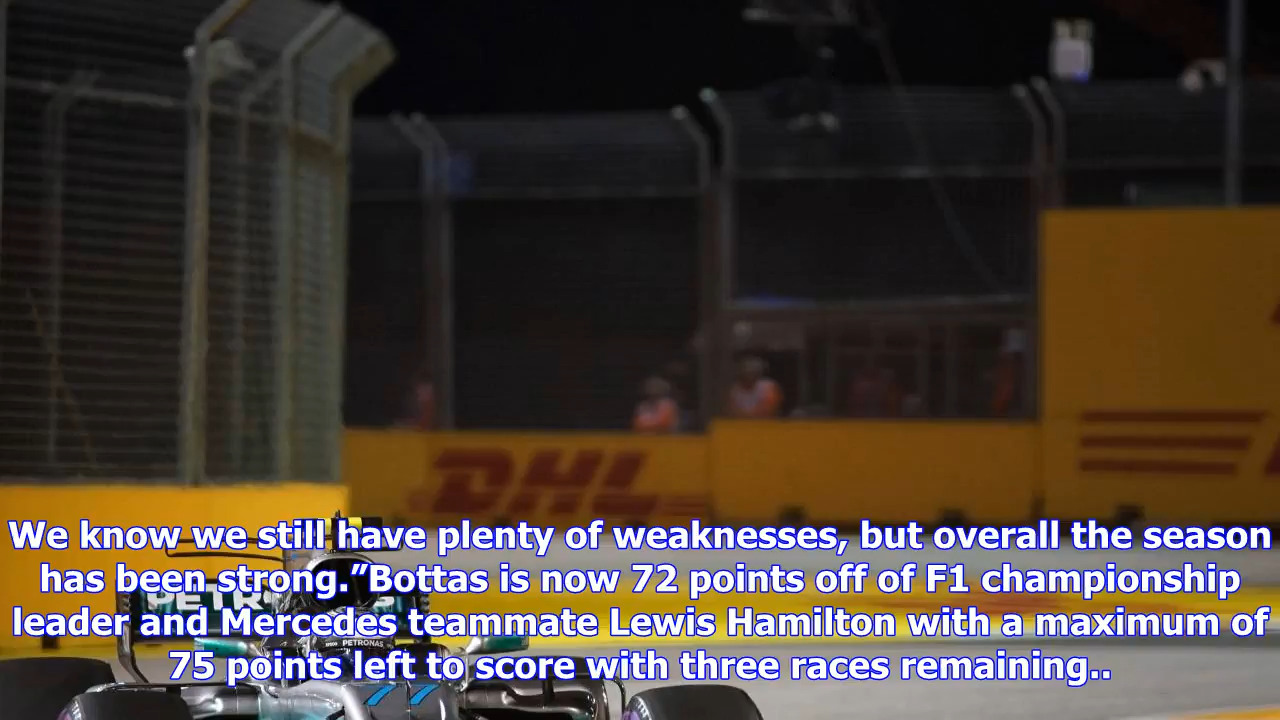 DHL
We know we still have plenty of weaknesses, but overall the season
has been strong.”Bottas is now 72 points off of F1 championship
leader and Mercedes teammate Lewis Hamilton with a maximum of
75 points left to score with three races remaining..
PETRONAS
77